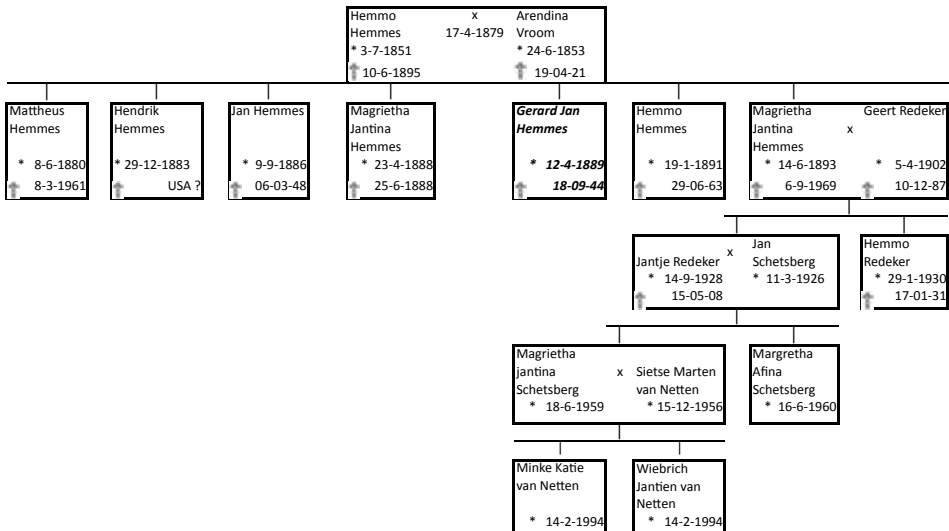 Hemmo Hemmes x Arendina Vroom
17-4-1879
* 3-7-1851
* 24-6-1853
10-6-1895
19-04-21
Mattheus
Hemmes
* 8-6-1880
8-3-1961
Hendrik
Hemmes
* 29-12-1883
USA ?
Jan Hemmes
* 9-9-1886
06-03-48
Magrietha
Jantina
Hemmes
* 23-4-1888
25-6-1888
Gerard Jan
Hemmes
* 12-4-1889
18-09-44
Hemmo
Hemmes
* 19-1-1891
29-06-63
Magrietha
Jantina
Hemmes
x
Geert Redeker
* 14-6-1893
* 5-4-1902
6-9-1969
10-12-87
Jantje Redeker
x
Jan
Schetsberg
* 14-9-1928
* 11-3-1926
15-05-08
Hemmo
Redeker
* 29-1-1930
17-01-31
Magrietha
jantina
Schetsberg
x
Sietse Marten
van Netten
* 18-6-1959
* 15-12-1956
Margretha
Afina
Schetsberg
* 16-6-1960
Minke Katie
van Netten
* 14-2-1994
Wiebrich
Jantien van
Netten
* 14-2-1994